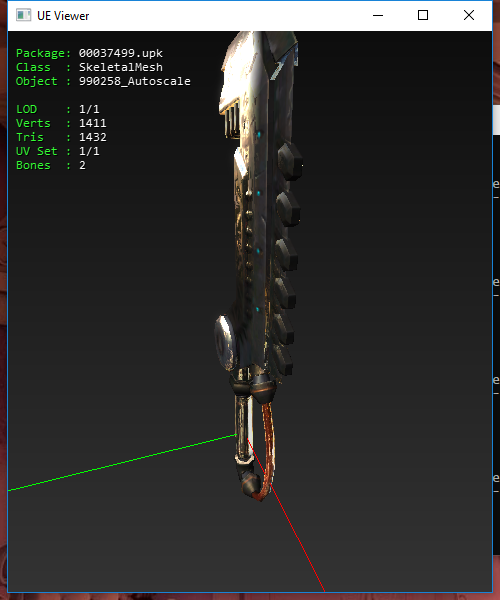 UE Viewer
Package: 00037499.upk
Class : SkeletalMesh
Object : 990258_Autoscale
LOD : 1/1
Verts : 1411
Tris : 1432
UV Set : 1/1
Bones : 2